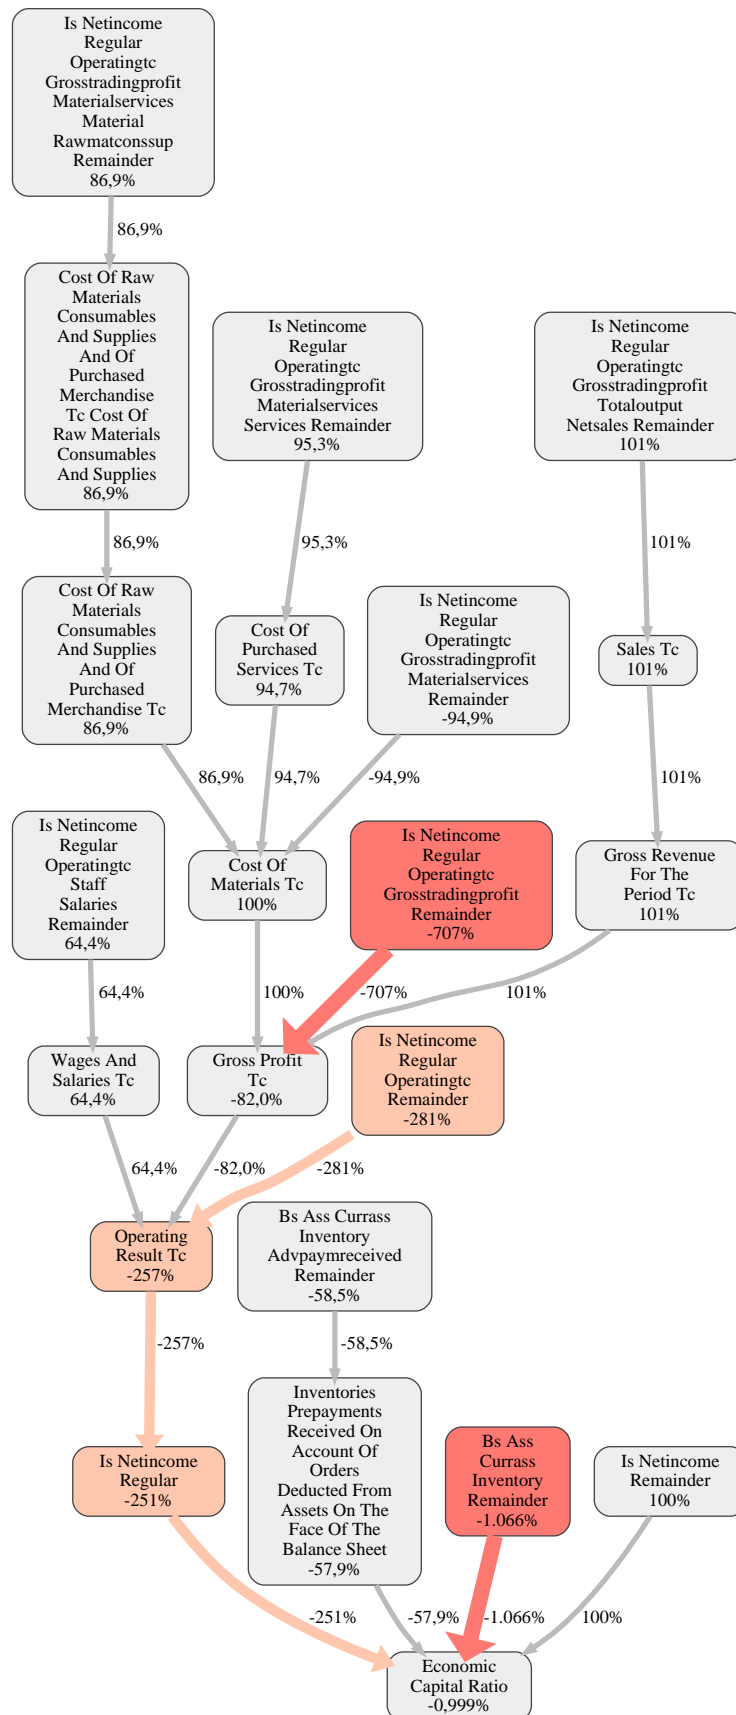 Is Netincome
Regular
Operatingtc
Grosstradingprofit
Materialservices
Material
Rawmatconssup
Remainder
86,9%
86,9%
Cost Of Raw
Materials
Consumables
And Supplies
And Of
Purchased
Merchandise
Tc Cost Of
Raw Materials
Consumables
And Supplies
86,9%
Is Netincome
Regular
Operatingtc
Grosstradingprofit
Materialservices
Services Remainder
95,3%
Is Netincome
Regular
Operatingtc
Grosstradingprofit
Totaloutput
Netsales Remainder
101%
86,9%
95,3%
101%
Cost Of Raw
Materials
Consumables
And Supplies
And Of
Purchased
Merchandise Tc
86,9%
Cost Of
Purchased
Services Tc
94,7%
Is Netincome
Regular
Operatingtc
Grosstradingprofit
Materialservices
Remainder
-94,9%
Sales Tc
101%
86,9%
94,7%
-94,9%
101%
Is Netincome
Regular
Operatingtc
Staff
Salaries
Remainder
64,4%
Cost Of
Materials Tc
100%
Is Netincome
Regular
Operatingtc
Grosstradingprofit
Remainder
-707%
Gross Revenue
For The
Period Tc
101%
64,4%
100%
-707%
101%
Wages And
Salaries Tc
64,4%
Gross Profit
Tc
-82,0%
Is Netincome
Regular
Operatingtc
Remainder
-281%
64,4%
-82,0%
-281%
Operating
Result Tc
-257%
Bs Ass Currass
Inventory
Advpaymreceived
Remainder
-58,5%
-257%
-58,5%
Is Netincome
Regular
-251%
Inventories
Prepayments
Received On
Account Of
Orders
Deducted From
Assets On The
Face Of The
Balance Sheet
-57,9%
Bs Ass
Currass
Inventory
Remainder
-1.066%
Is Netincome
Remainder
100%
-251%
-57,9%
-1.066%
100%
Economic
Capital Ratio
-0,999%